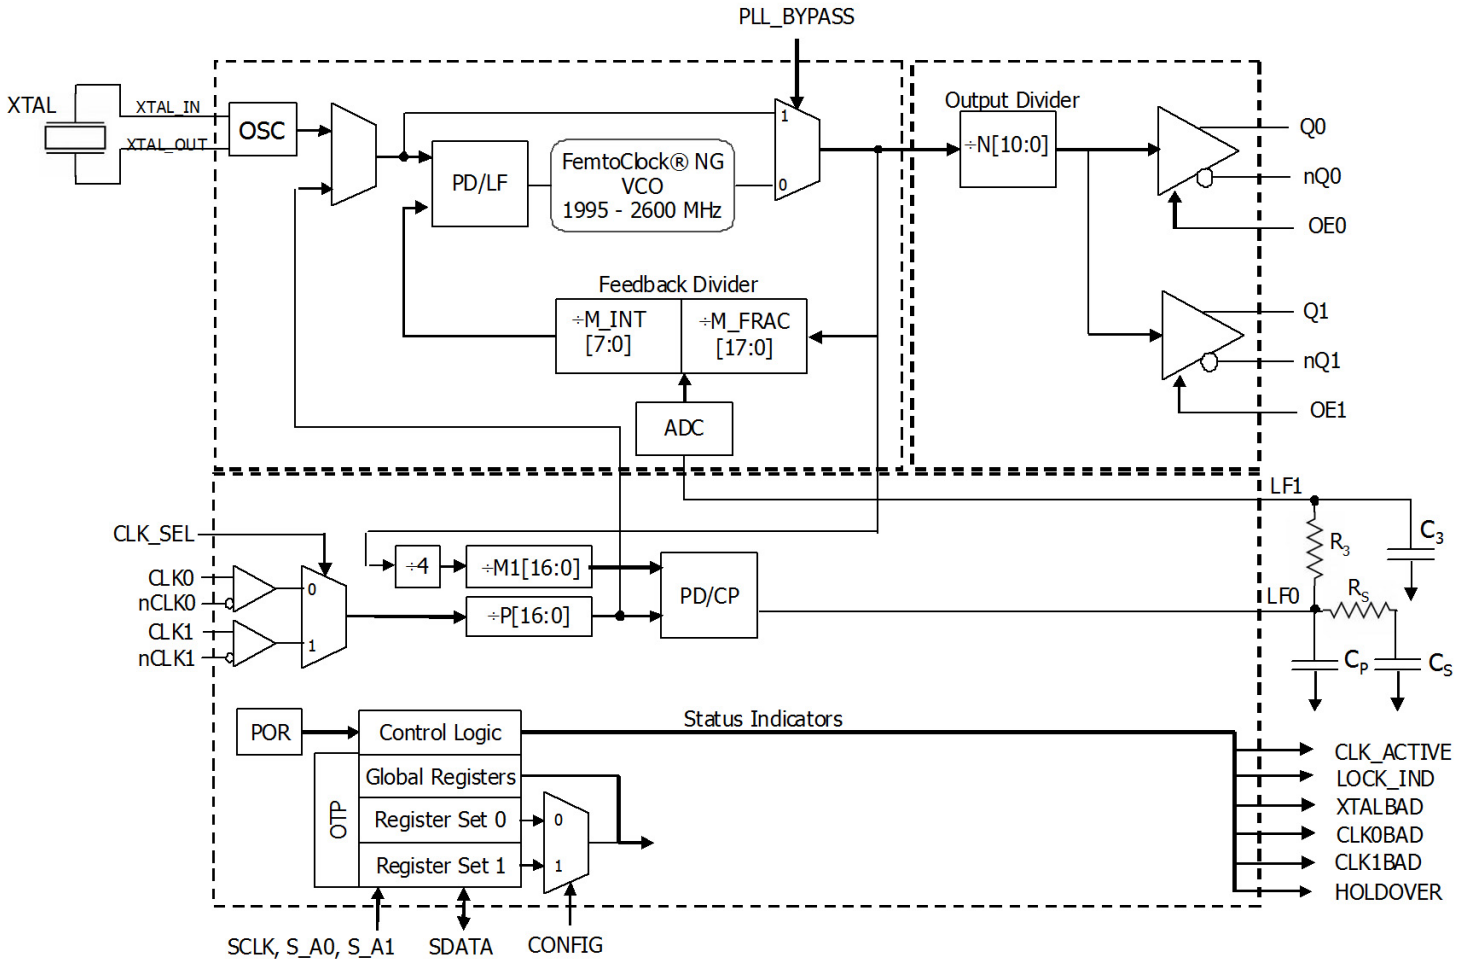 PLL_BYPASS
XTAL
XTAL_IN
XTAL_OUT
OSC
PD/LF
FemtoClock® NG
VCO
1995 - 2600 MHz
1
0
Output Divider
÷N[10:0]
Q0
nQ0
OE0
Q1
nQ1
OE1
Feedback Divider
÷M_INT
[7:0]
÷M_FRAC
[17:0]
ADC
LF1
R3
C3
LF0
RS
CP
CS
CLK_SEL
CLK0
nCLK0
CLK1
nCLK1
0
1
÷4
÷M1[16:0]
÷P[16:0]
PD/CP
POR
Control Logic
Global Registers
Register Set 0
Register Set 1
OTP
0
1
Status Indicators
CLK_ACTIVE
LOCK_IND
XTALBAD
CLK0BAD
CLK1BAD
HOLDOVER
SCLK, S_A0, S_A1
SDATA
CONFIG